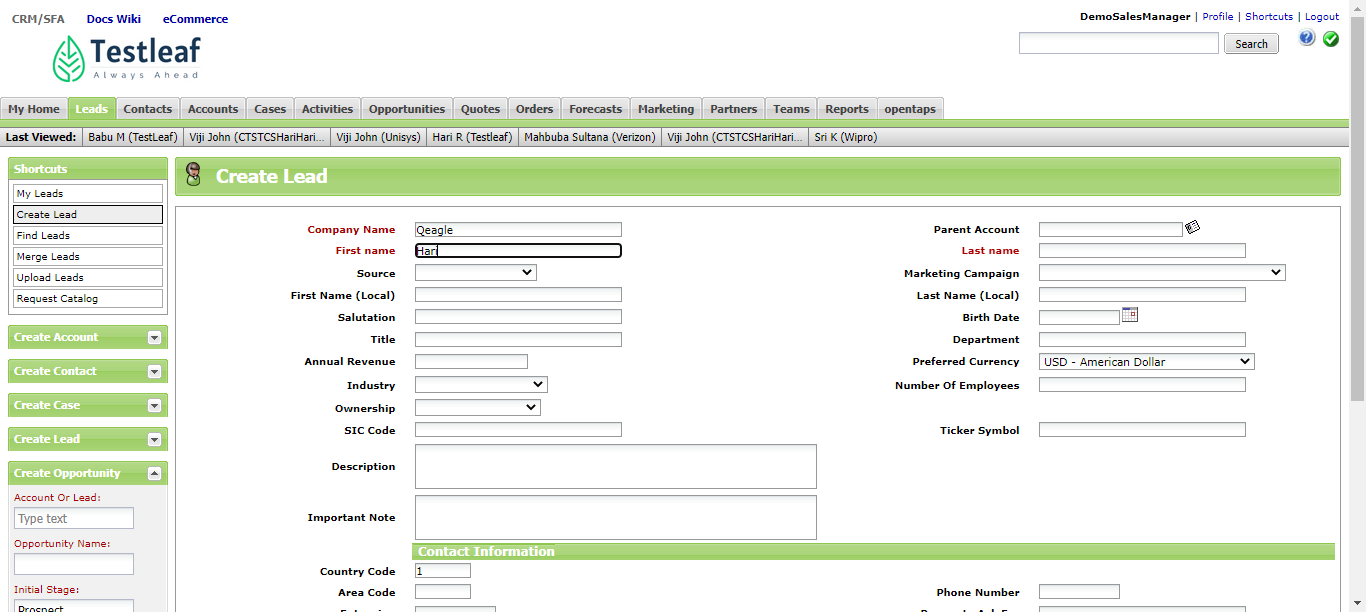 CRM/SFA Docs Wiki eCommerce
DemoSalesManager | Profile | Shortcuts | Logout
Testleaf
Always Ahead
Search
My Home Leads Contacts Accounts Cases Activities Opportunities Quotes Orders Forecasts Marketing Partners Teams Reports opentaps
Last Viewed: Babu M (TestLeaf) Viji John (CTSTCSHariHari... Viji John (Unisys) Hari R (Testleaf) Mahbuba Sultana (Verizon) Viji John (CTSTCSHariHari... Sri K (Wipro)
Shortcuts
My Leads
Create Lead
Find Leads
Merge Leads
Upload Leads
Request Catalog
Create Account
Create Contact
Create Case
Create Lead
Create Opportunity
Account Or Lead:
Type text
Opportunity Name:
Initial Stage:
Prospect
Create Lead
Company Name Qeagle Parent Account
First name Hari Last name
Source Marketing Campaign
First Name (Local) Last Name (Local)
Salutation Birth Date
Title Department
Annual Revenue Preferred Currency USD - American Dollar
Industry Number Of Employees
Ownership
SIC Code Ticker Symbol
Description
Important Note
Contact Information
Country Code 1
Area Code Phone Number